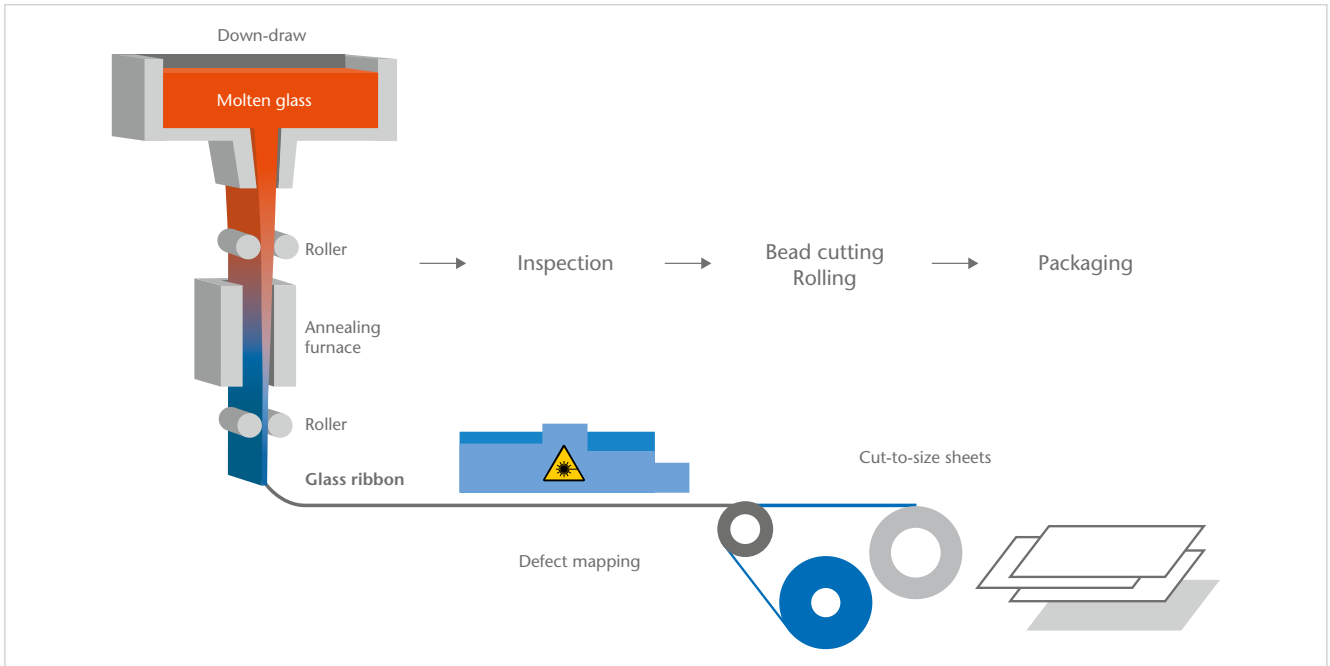 Down-draw
Molten glass
Roller
Inspection
Bead cutting
Rolling
Packaging
Annealing
furnace
Roller
Glass ribbon
Cut-to-size sheets
Defect mapping